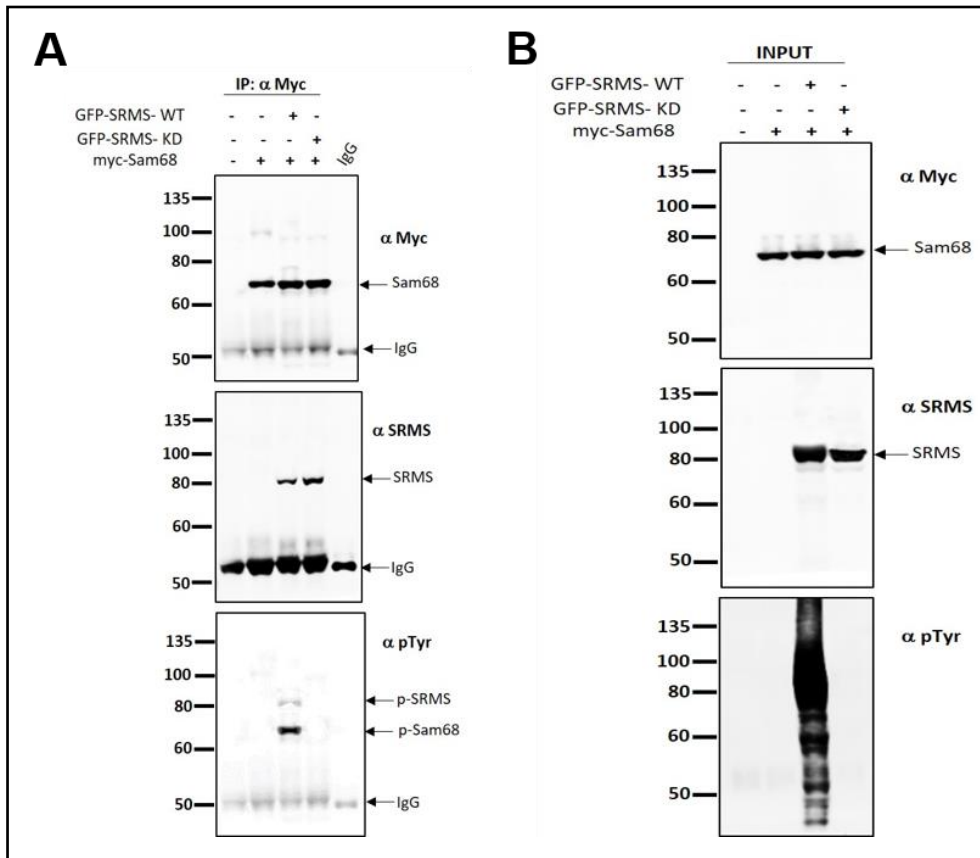 A
IP: α Myc
GFP-SRMS- WT - - + -
GFP-SRMS- KD - - - +
myc-Sam68 - + + + IgG
135
100
80
60
50
α Myc
Sam68
IgG
135
100
80
60
50
α SRMS
SRMS
IgG
135
100
80
60
50
α pTyr
p-SRMS
p-Sam68
IgG
B
INPUT
GFP-SRMS- WT - - + -
GFP-SRMS- KD - - - +
myc-Sam68 - + + +
135
100
80
60
50
α Myc
Sam68
135
100
80
60
50
α SRMS
SRMS
135
100
80
60
50
α pTyr